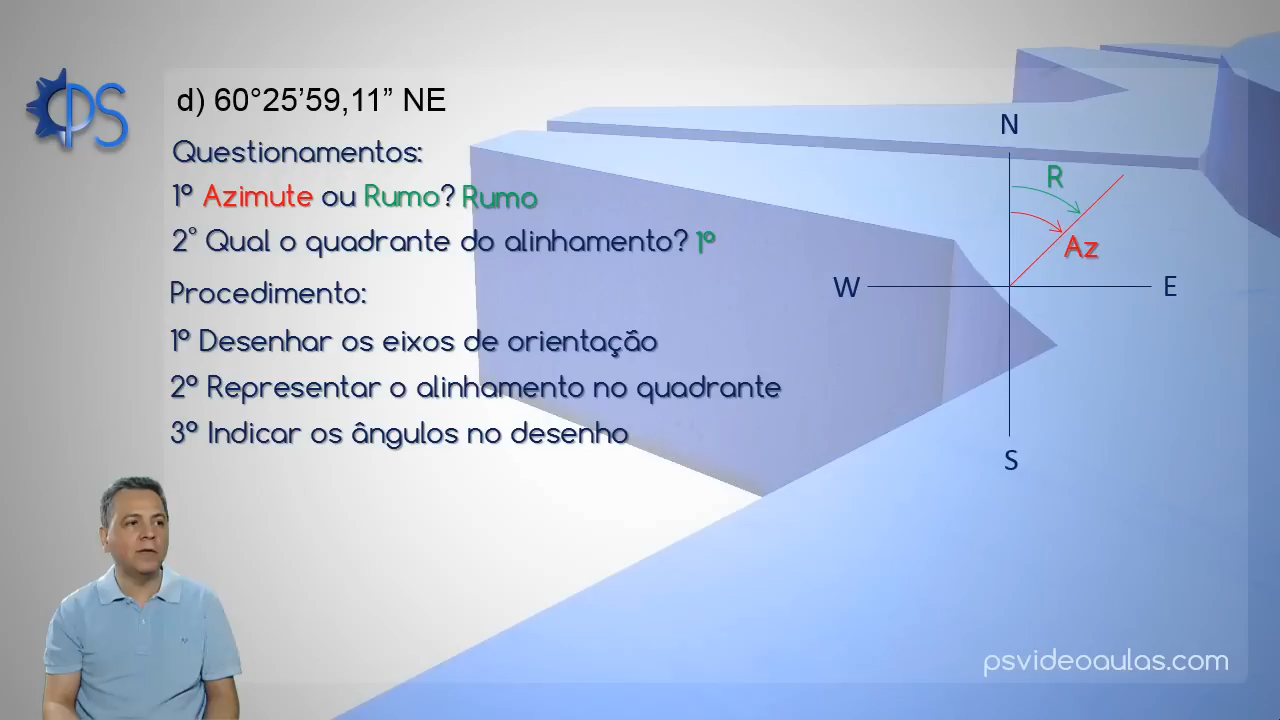 PS
d) 60°25’59,11” NE
Questionamentos:
1º Azimute ou Rumo? Rumo
2° Qual o quadrante do alinhamento? 1º
Procedimento:
1º Desenhar os eixos de orientação
2º Representar o alinhamento no quadrante
3º Indicar os ângulos no desenho
N
R
Az
W
E
S
psvideoaulas.com